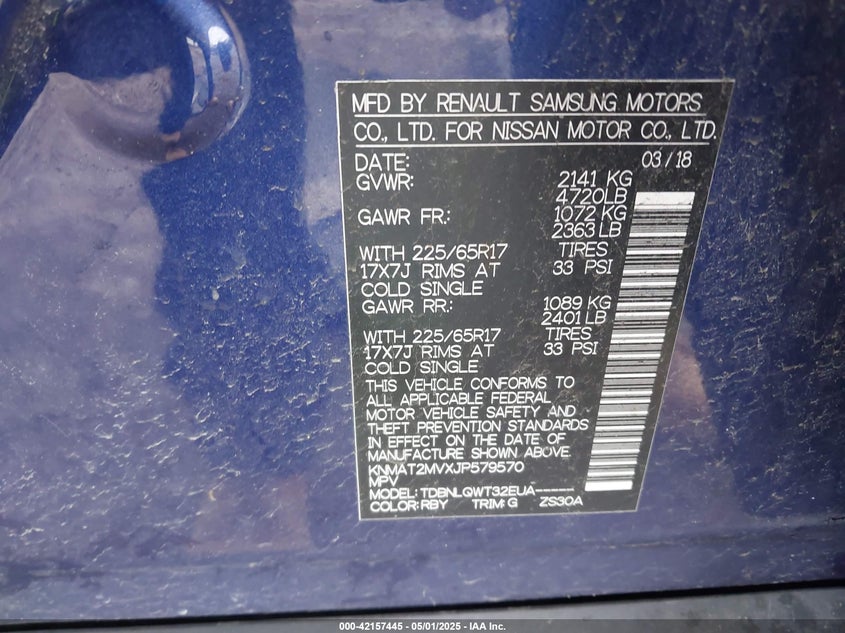 MFD BY RENAULT SAMSUNG MOTORS
CO., LTD. FOR NISSAN MOTOR CO., LTD.
DATE: 03/18
GVWR: 2141 KG
4720LB
GAWR FR.: 1072 KG
2363 LB
WITH 225/65R17 TIRES
17X7J RIMS AT 33 PSI
COLD SINGLE
GAWR RR.: 1089 KG
2401 LB
WITH 225/65R17 TIRES
17X7J RIMS AT 33 PSI
COLD SINGLE
THIS VEHICLE CONFORMS TO
ALL APPLICABLE FEDERAL
MOTOR VEHICLE SAFETY AND
THEFT PREVENTION STANDARDS
IN EFFECT ON THE DATE OF
MANUFACTURE SHOWN ABOVE.
KNMAT2MVXJP579570
MPV
MODEL: TDBNLQWT32EUA-----
COLOR: RBY TRIM: G ZS30A
000-42157445 - 05/01/2025 - IAA Inc.